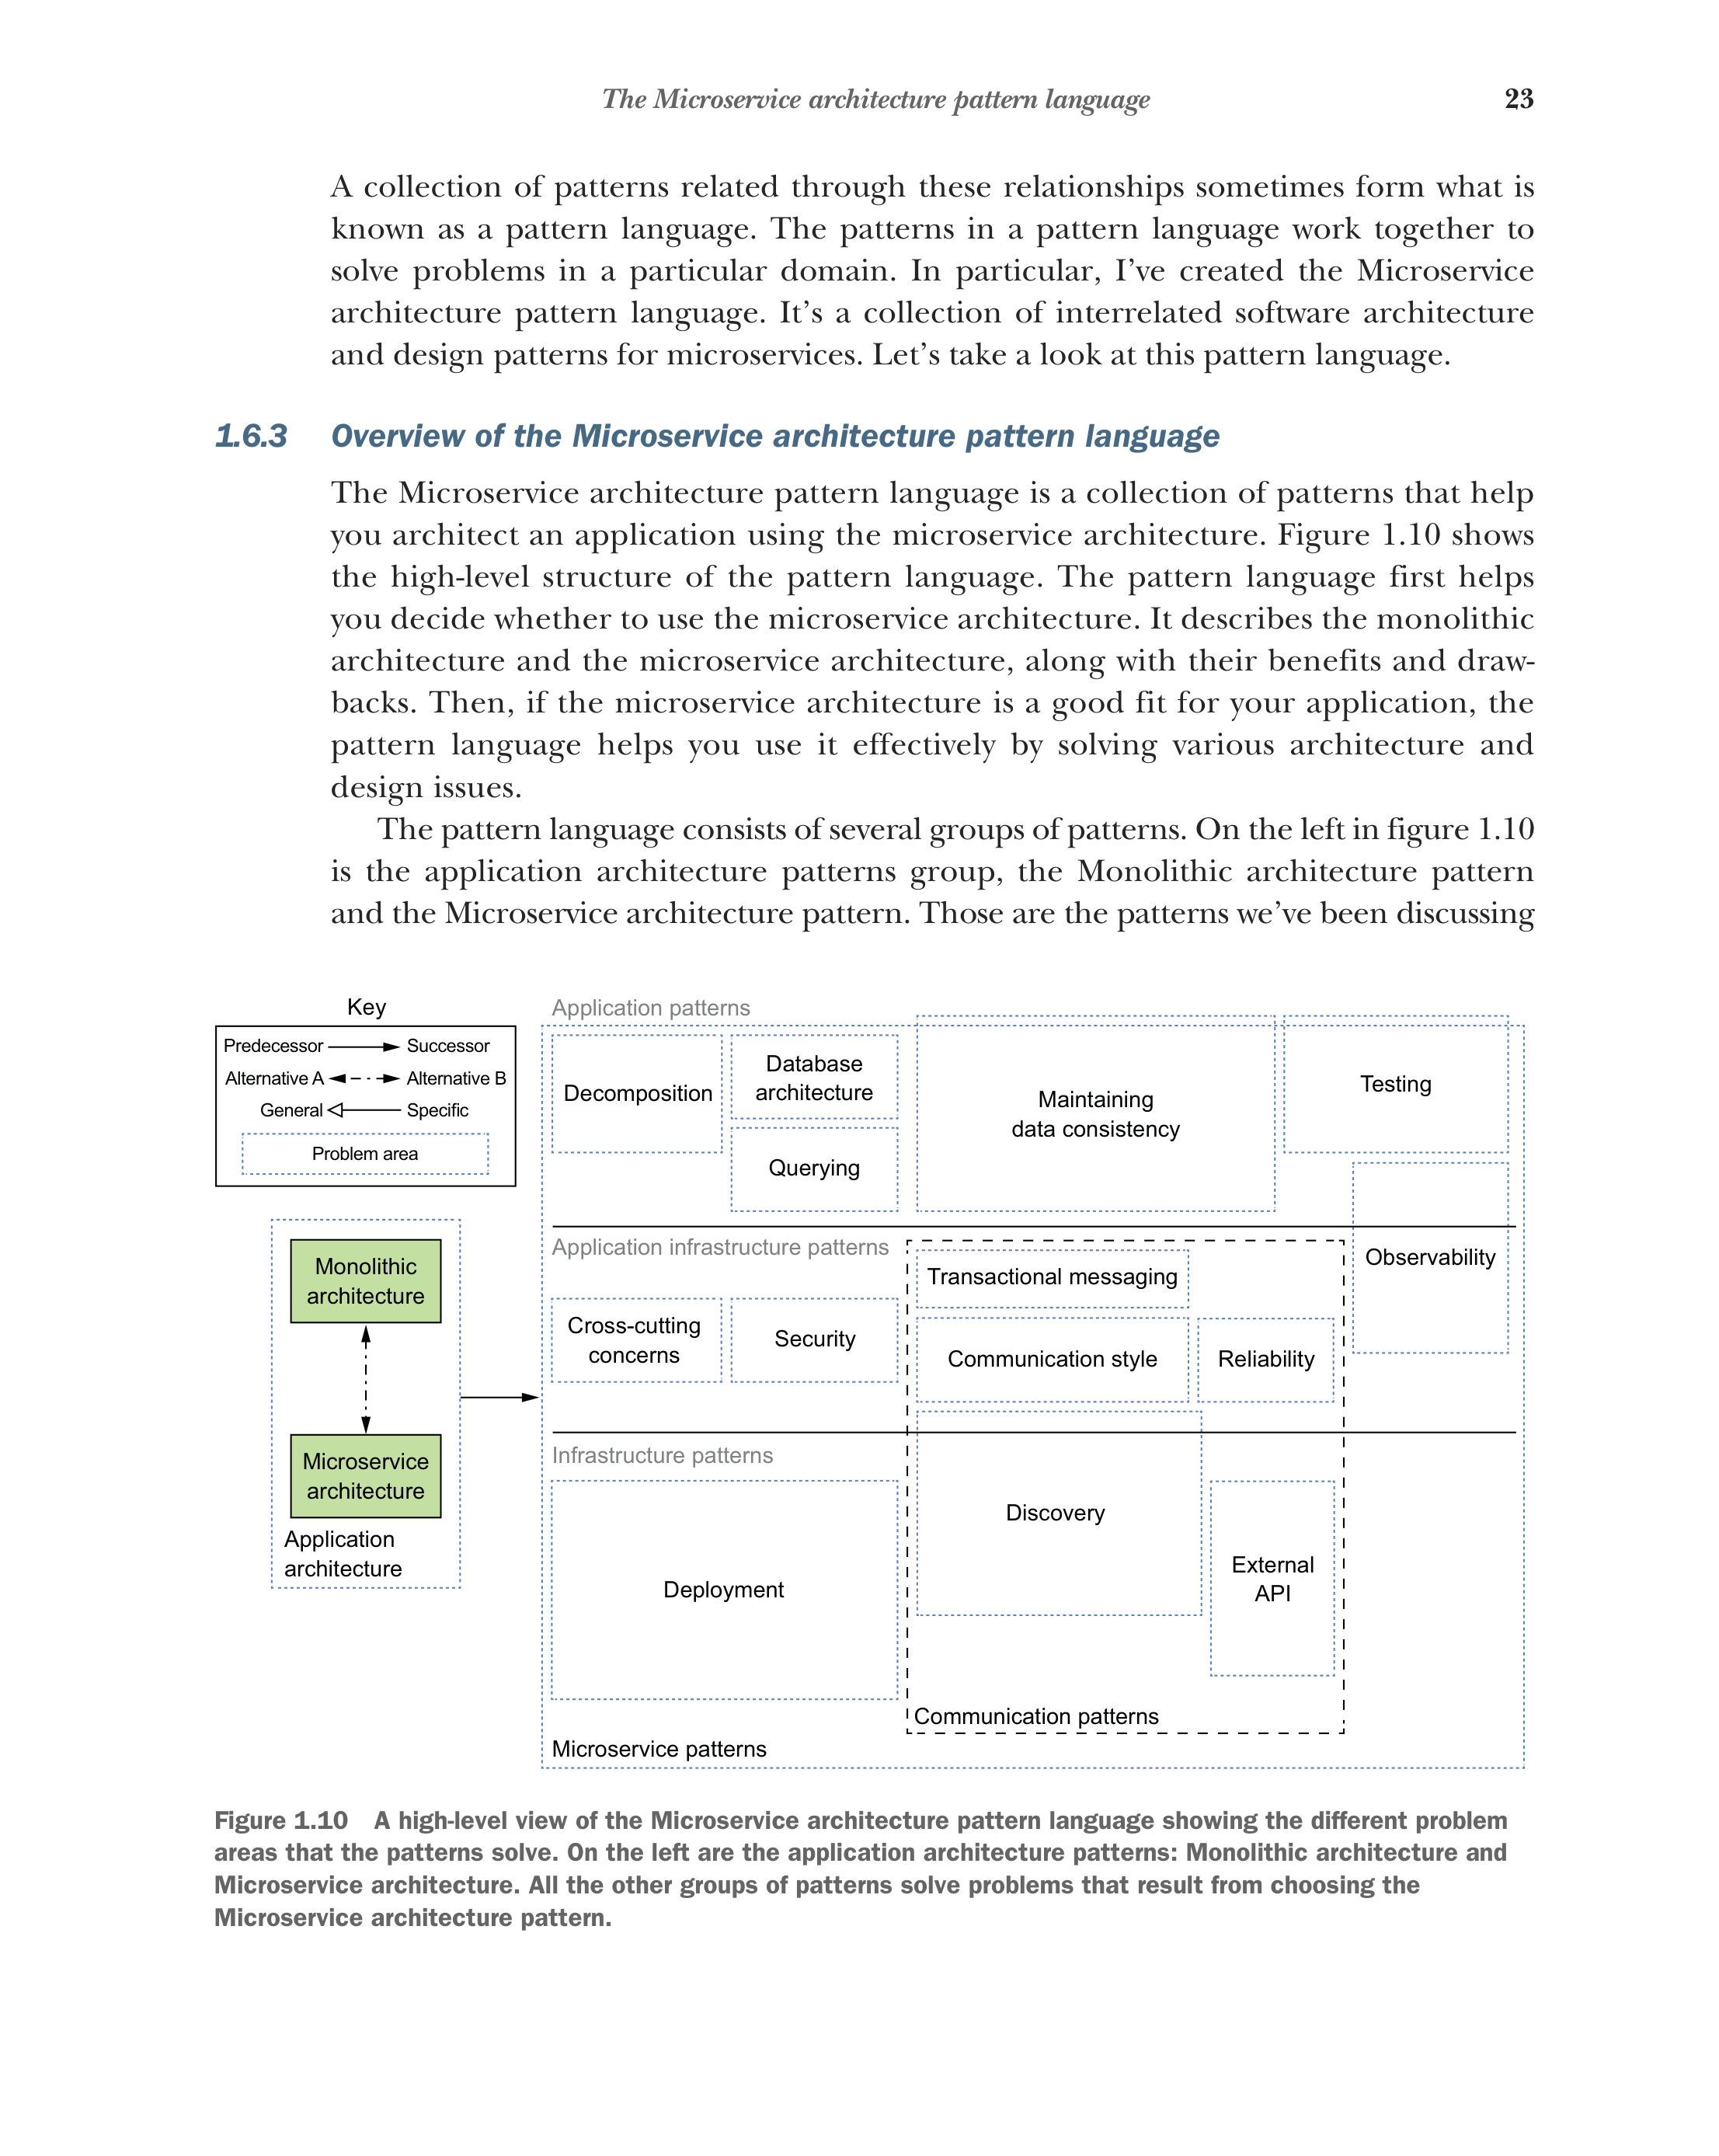 The Microservice architecture pattern language 23
A collection of patterns related through these relationships sometimes form what is
known as a pattern language. The patterns in a pattern language work together to
solve problems in a particular domain. In particular, I’ve created the Microservice
architecture pattern language. It’s a collection of interrelated software architecture
and design patterns for microservices. Let’s take a look at this pattern language.
1.6.3 Overview of the Microservice architecture pattern language
The Microservice architecture pattern language is a collection of patterns that help
you architect an application using the microservice architecture. Figure 1.10 shows
the high-level structure of the pattern language. The pattern language first helps
you decide whether to use the microservice architecture. It describes the monolithic
architecture and the microservice architecture, along with their benefits and draw-
backs. Then, if the microservice architecture is a good fit for your application, the
pattern language helps you use it effectively by solving various architecture and
design issues.
The pattern language consists of several groups of patterns. On the left in figure 1.10
is the application architecture patterns group, the Monolithic architecture pattern
and the Microservice architecture pattern. Those are the patterns we’ve been discussing
Key
Predecessor Successor
Alternative A Alternative B
General Specific
Problem area
Monolithic
architecture
Microservice
architecture
Application
architecture
Application patterns
Decomposition
Database
architecture
Querying
Maintaining
data consistency
Testing
Observability
Application infrastructure patterns
Cross-cutting
concerns
Security
Transactional messaging
Communication style
Reliability
Infrastructure patterns
Deployment
Discovery
External
API
Communication patterns
Microservice patterns
Figure 1.10 A high-level view of the Microservice architecture pattern language showing the different problem
areas that the patterns solve. On the left are the application architecture patterns: Monolithic architecture and
Microservice architecture. All the other groups of patterns solve problems that result from choosing the
Microservice architecture pattern.